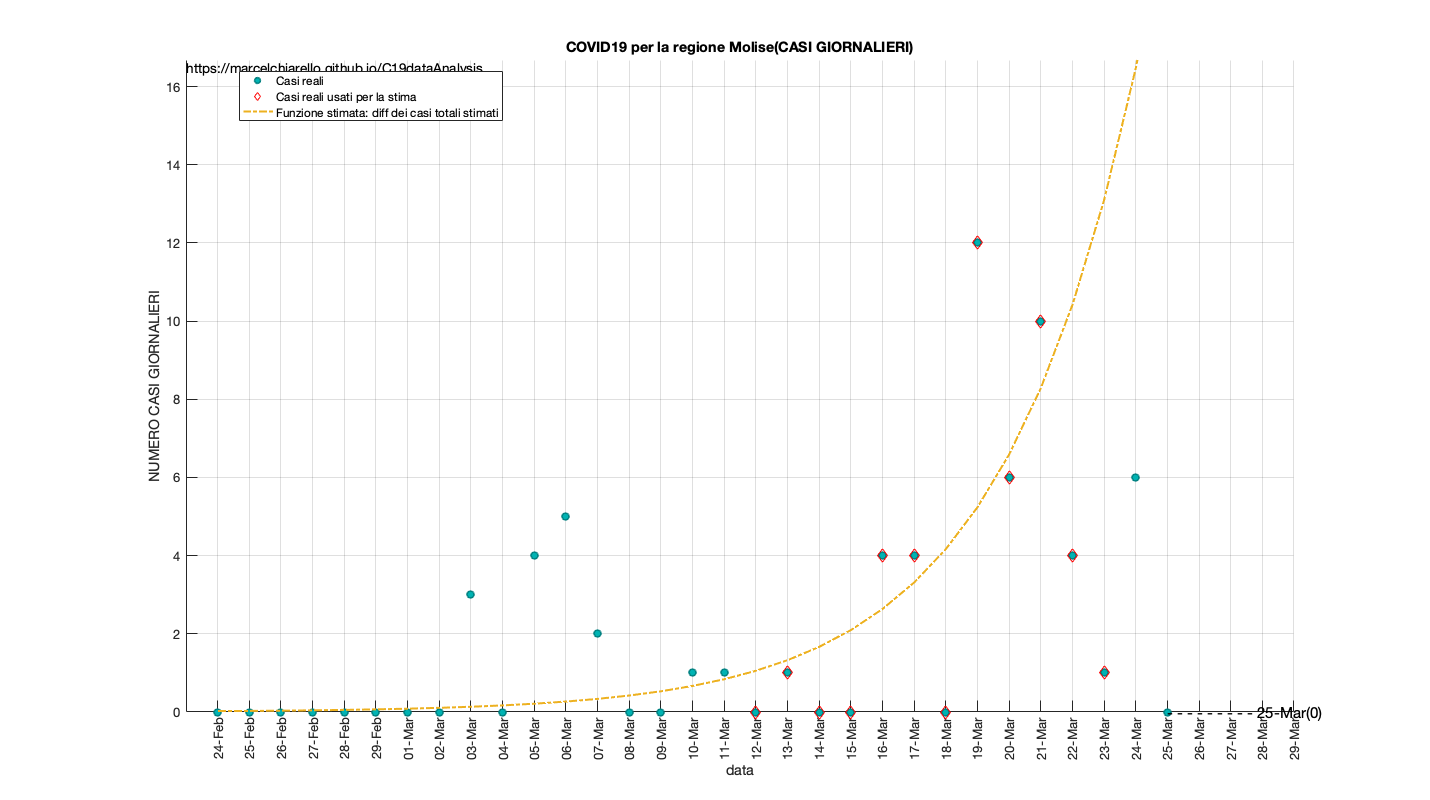 COVID19 per la regione Molise(CASI GIORNALIERI)
https://marcelchiarello.github.io/C19dataAnalysis
Casi reali
Casi reali usati per la stima
Funzione stimata: diff dei casi totali stimati
NUMERO CASI GIORNALIERI
16
14
12
10
8
6
4
2
0
25-Mar(0)
24-Feb
25-Feb
26-Feb
27-Feb
28-Feb
29-Feb
01-Mar
02-Mar
03-Mar
04-Mar
05-Mar
06-Mar
07-Mar
08-Mar
09-Mar
10-Mar
11-Mar
12-Mar
13-Mar
14-Mar
15-Mar
16-Mar
17-Mar
18-Mar
19-Mar
20-Mar
21-Mar
22-Mar
23-Mar
24-Mar
25-Mar
26-Mar
27-Mar
28-Mar
29-Mar
data